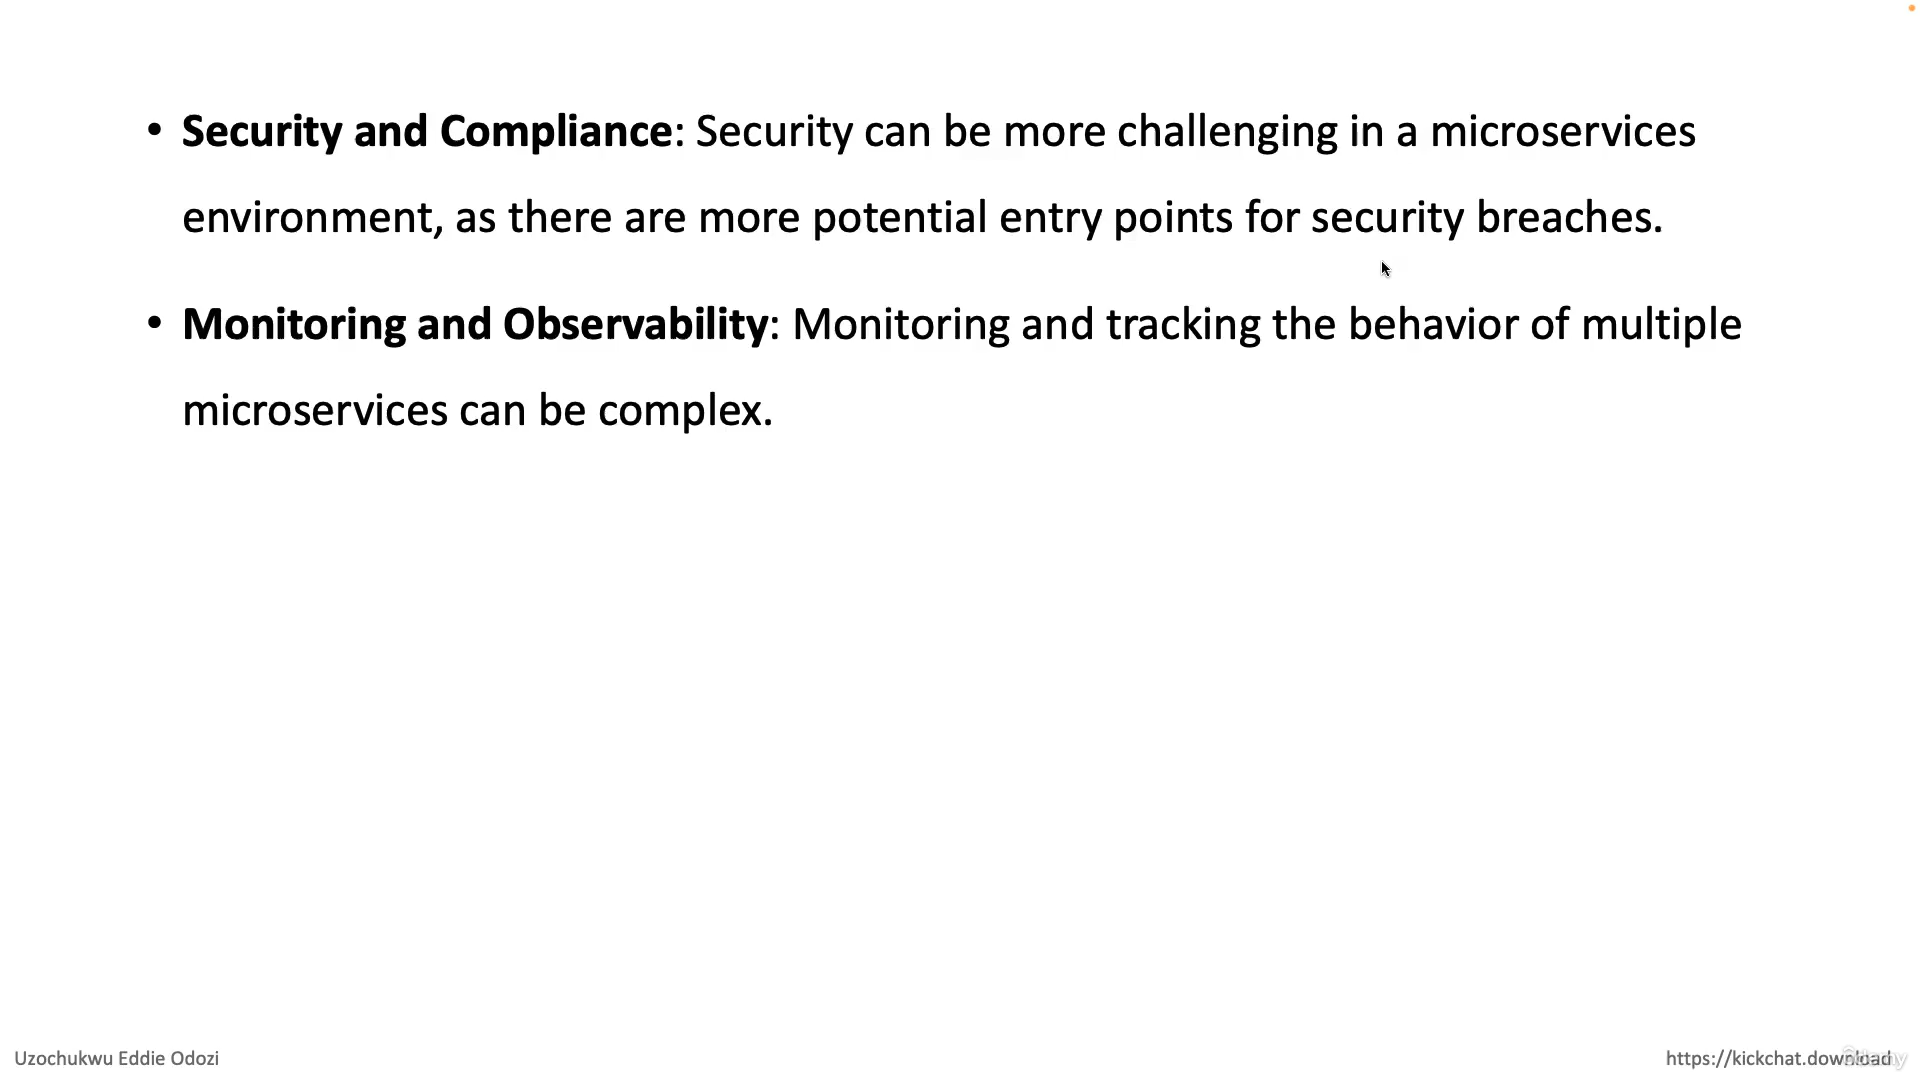 • Security and Compliance: Security can be more challenging in a microservices
environment, as there are more potential entry points for security breaches.
• Monitoring and Observability: Monitoring and tracking the behavior of multiple
microservices can be complex.
Uzochukwu Eddie Odozi
https://kickchat.download